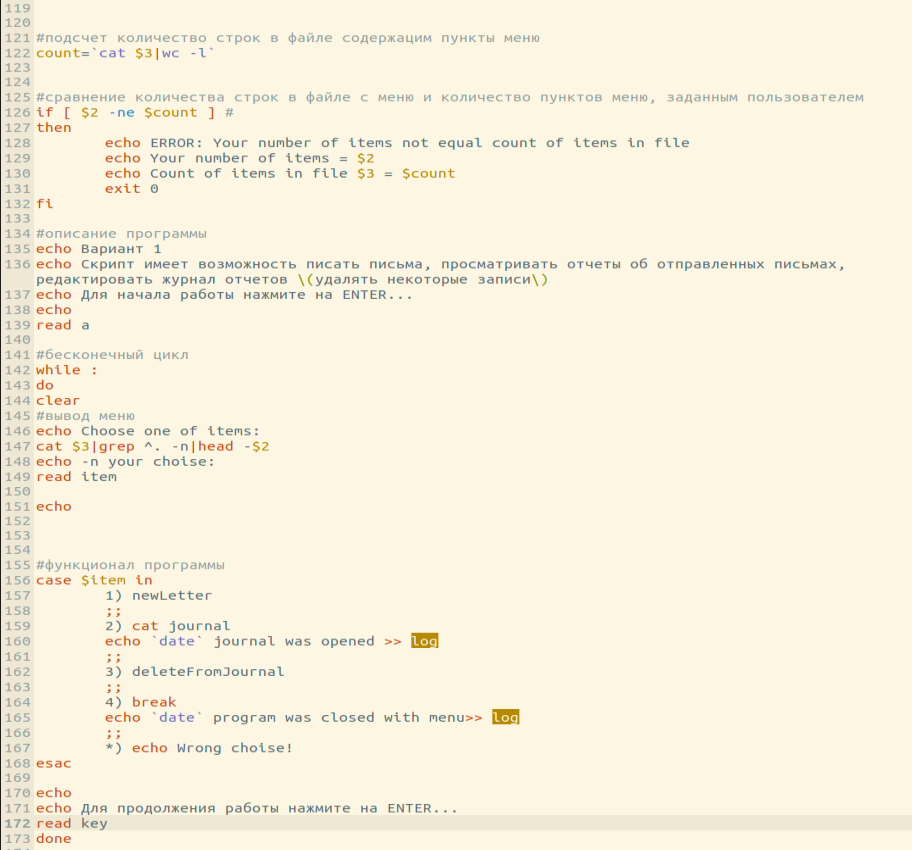 119
120
121 #подсчет количество строк в файле содержащим пункты меню
122 count=`cat $3|wc -l`
123
124
125 #сравнение количества строк в файле с меню и количество пунктов меню, заданным пользователем
126 if [ $2 -ne $count ] #
127 then
128 echo ERROR: Your number of items not equal count of items in file
129 echo Your number of items = $2
130 echo Count of items in file $3 = $count
131 exit 0
132 fi
133
134 #описание программы
135 echo Вариант 1
136 echo Скрипт имеет возможность писать письма, просматривать отчеты об отправленных письмах,
редактировать журнал отчетов \(удалять некоторые записи\)
137 echo Для начала работы нажмите на ENTER...
138 echo
139 read a
140
141 #бесконечный цикл
142 while :
143 do
144 clear
145 #вывод меню
146 echo Choose one of items:
147 cat $3|grep ^. -n|head -$2
148 echo -n your choise:
149 read item
150
151 echo
152
153
154
155 #функционал программы
156 case $item in
157 1) newLetter
158 ;;
159 2) cat journal
160 echo `date` journal was opened >> log
161 ;;
162 3) deleteFromJournal
163 ;;
164 4) break
165 echo `date` program was closed with menu>> log
166 ;;
167 *) echo Wrong choise!
168 esac
169
170 echo
171 echo Для продолжения работы нажмите на ENTER...
172 read key
173 done